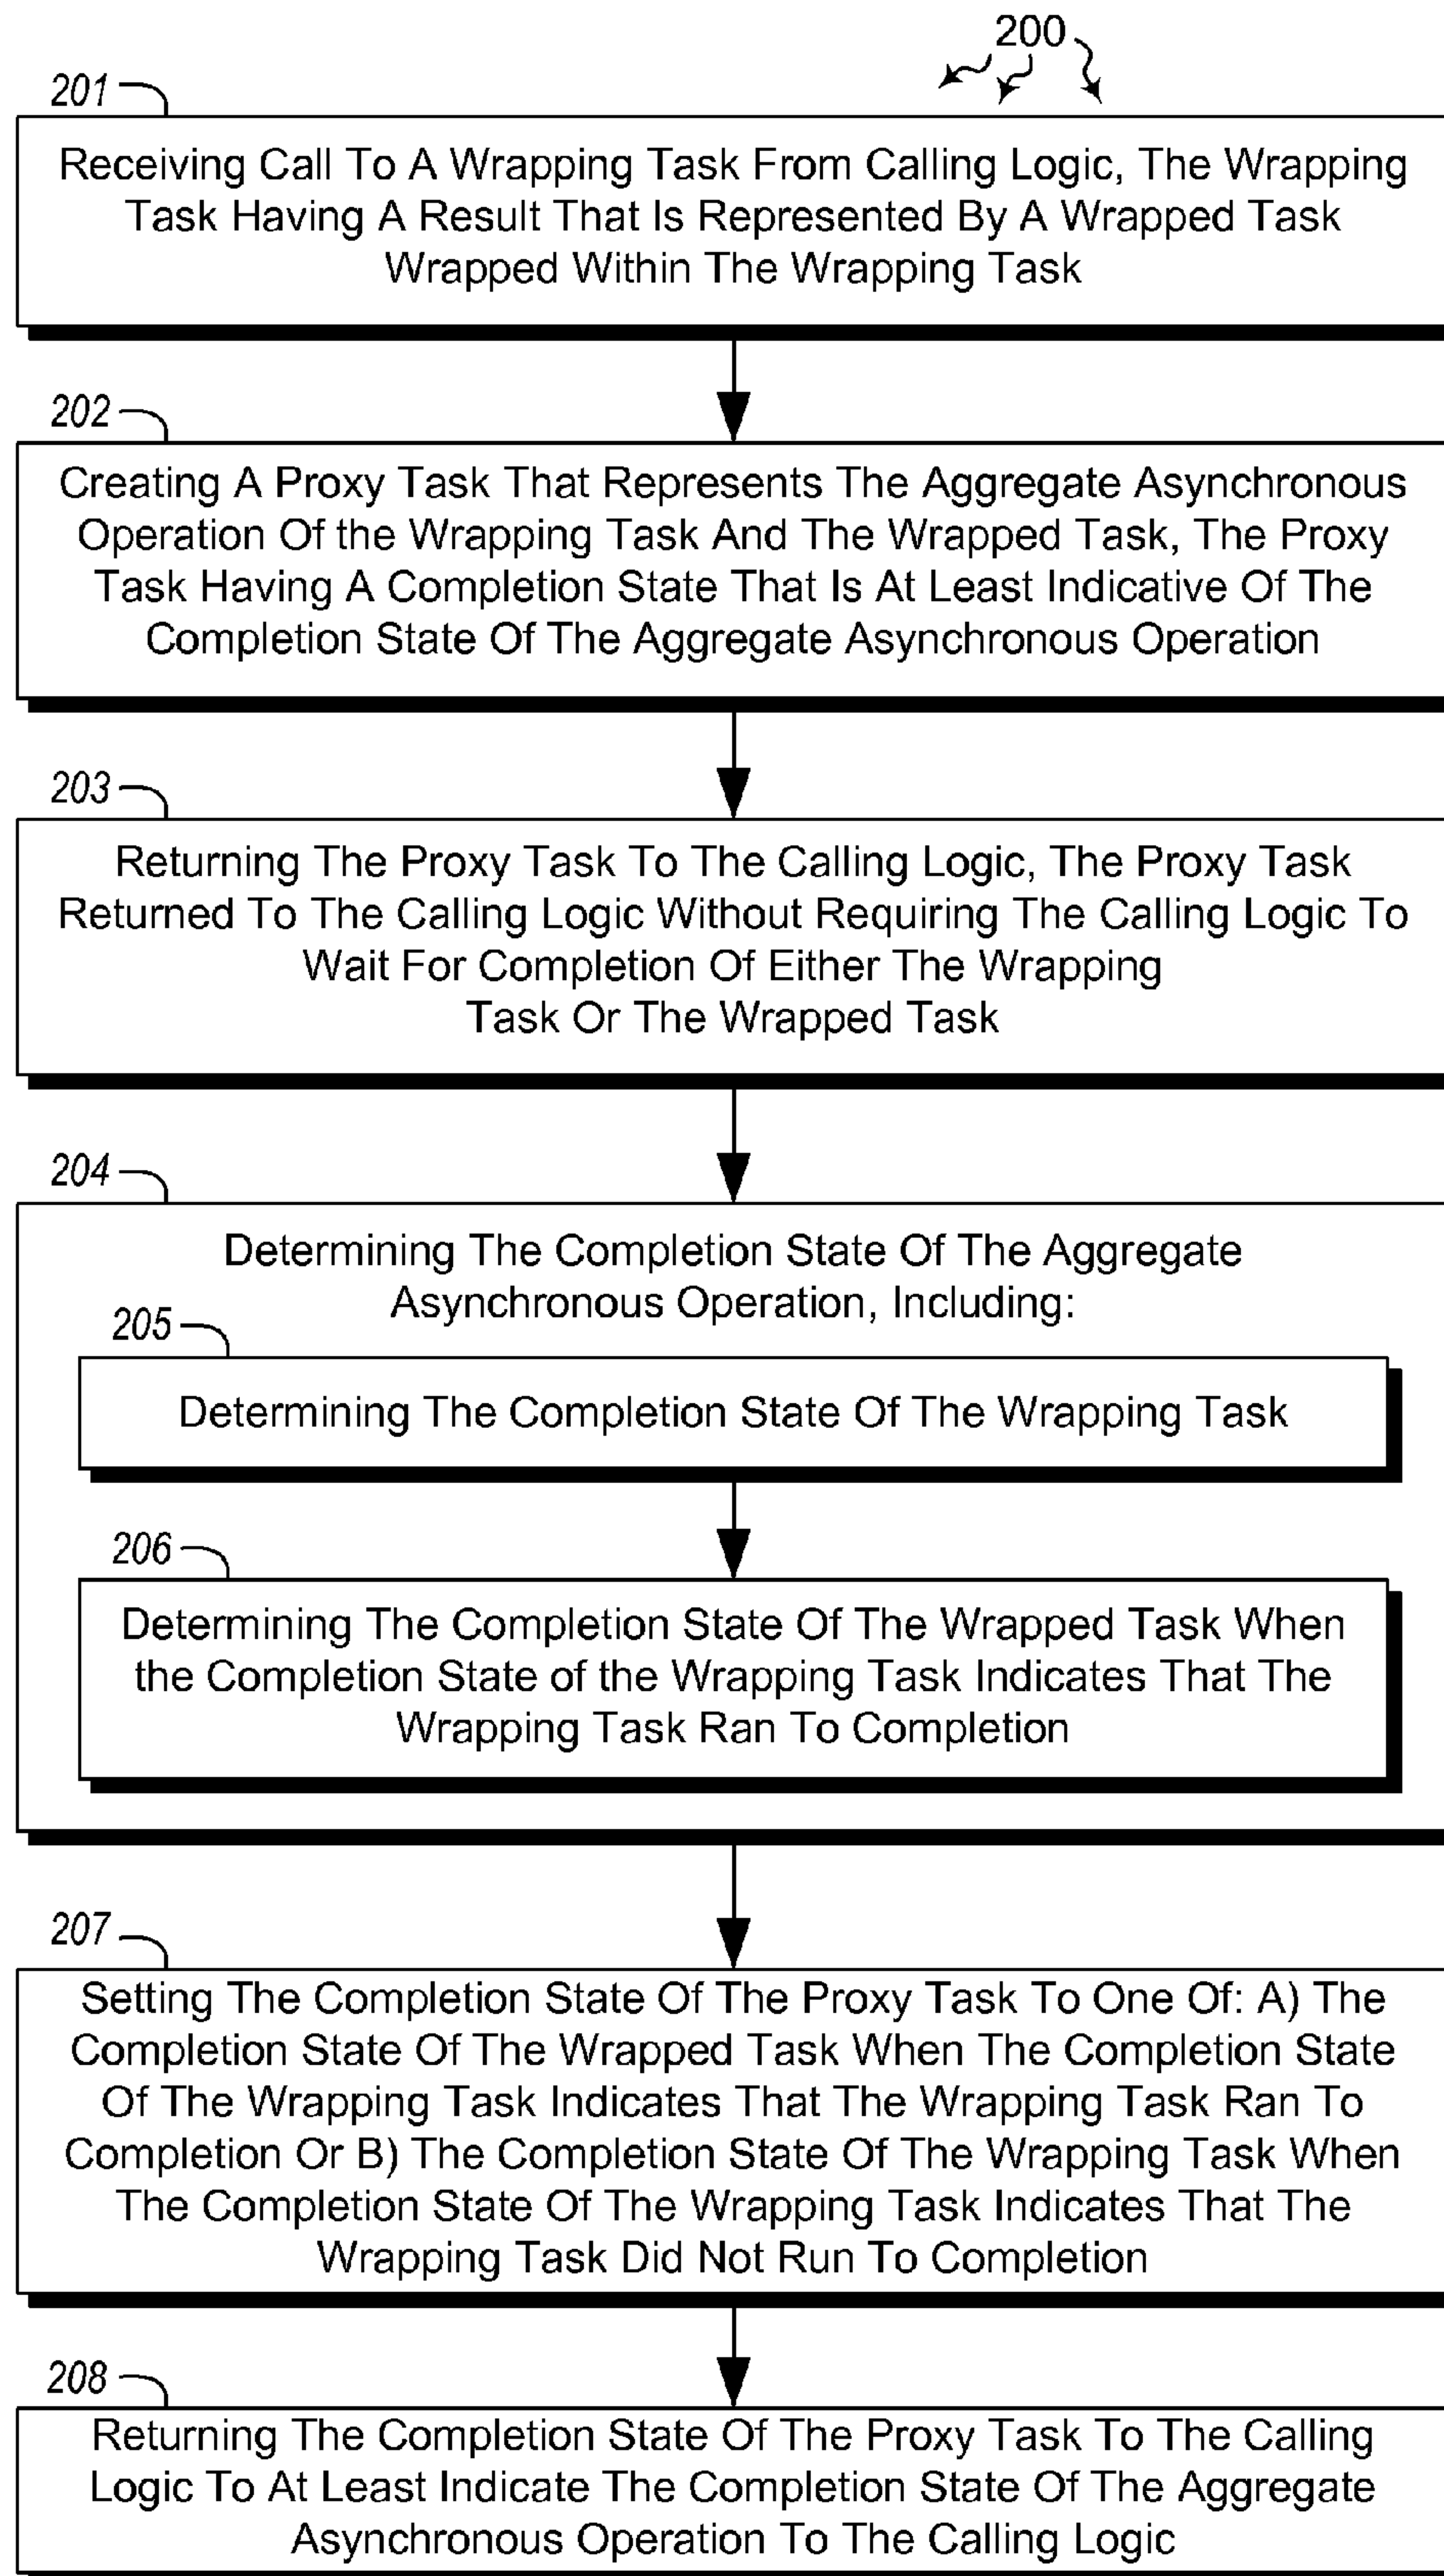 200
201
Receiving Call To A Wrapping Task From Calling Logic, The Wrapping
Task Having A Result That Is Represented By A Wrapped Task
Wrapped Within The Wrapping Task
202
Creating A Proxy Task That Represents The Aggregate Asynchronous
Operation Of the Wrapping Task And The Wrapped Task, The Proxy
Task Having A Completion State That Is At Least Indicative Of The
Completion State Of The Aggregate Asynchronous Operation
203
Returning The Proxy Task To The Calling Logic, The Proxy Task
Returned To The Calling Logic Without Requiring The Calling Logic To
Wait For Completion Of Either The Wrapping
Task Or The Wrapped Task
204
Determining The Completion State Of The Aggregate
Asynchronous Operation, Including:
205
Determining The Completion State Of The Wrapping Task
206
Determining The Completion State Of The Wrapped Task When
the Completion State of the Wrapping Task Indicates That The
Wrapping Task Ran To Completion
207
Setting The Completion State Of The Proxy Task To One Of: A) The
Completion State Of The Wrapped Task When The Completion State
Of The Wrapping Task Indicates That The Wrapping Task Ran To
Completion Or B) The Completion State Of The Wrapping Task When
The Completion State Of The Wrapping Task Indicates That The
Wrapping Task Did Not Run To Completion
208
Returning The Completion State Of The Proxy Task To The Calling
Logic To At Least Indicate The Completion State Of The Aggregate
Asynchronous Operation To The Calling Logic